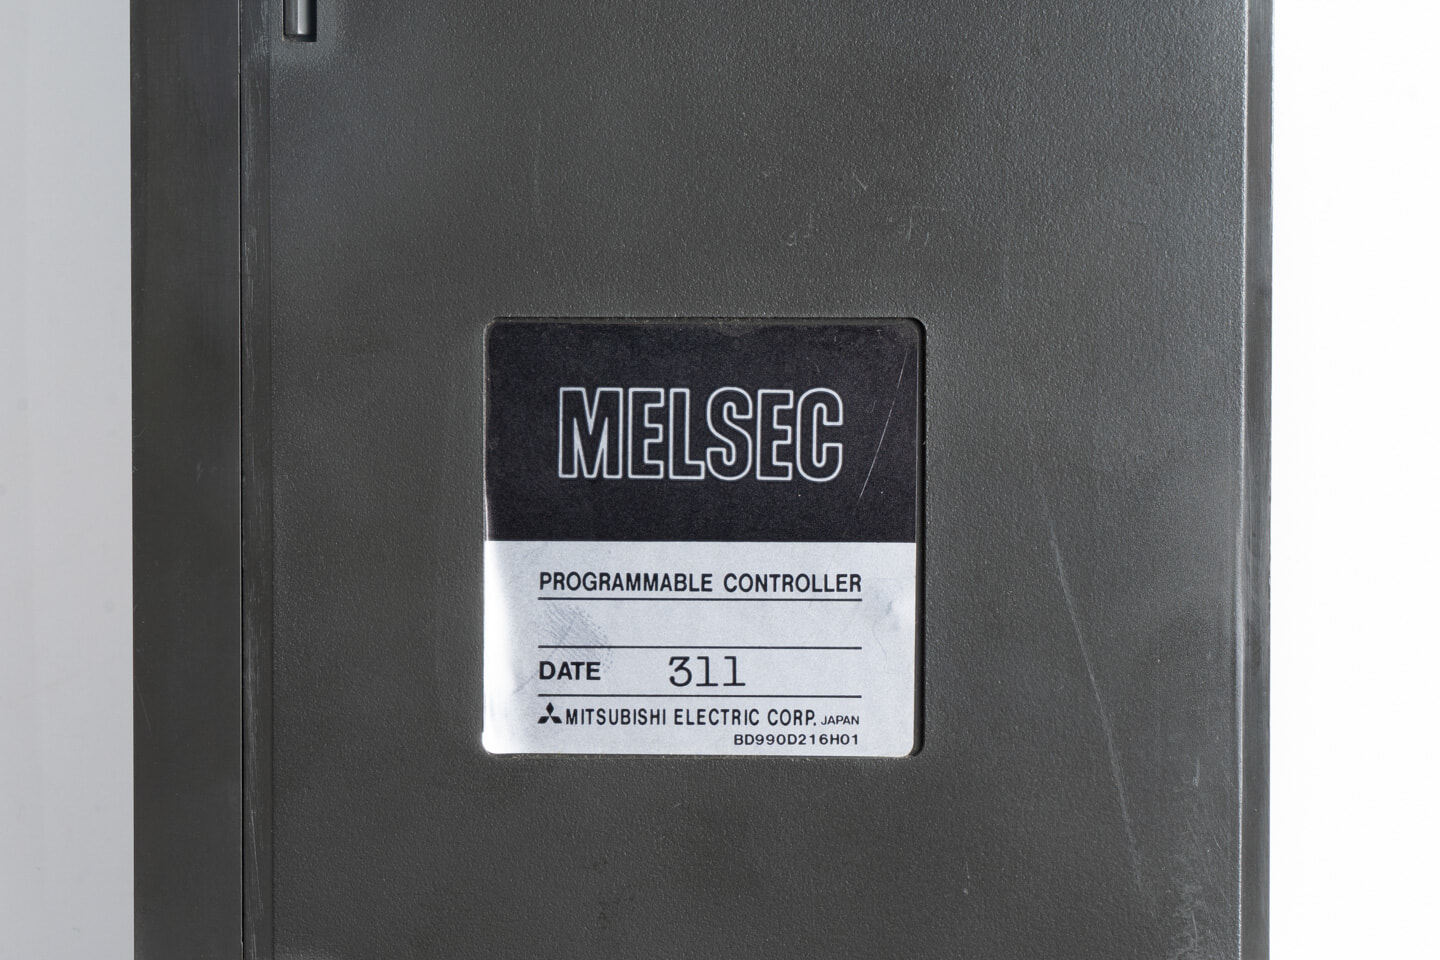 MELSEC
PROGRAMMABLE CONTROLLER
DATE 311
MITSUBISHI ELECTRIC CORP. JAPAN
BD990D216H01